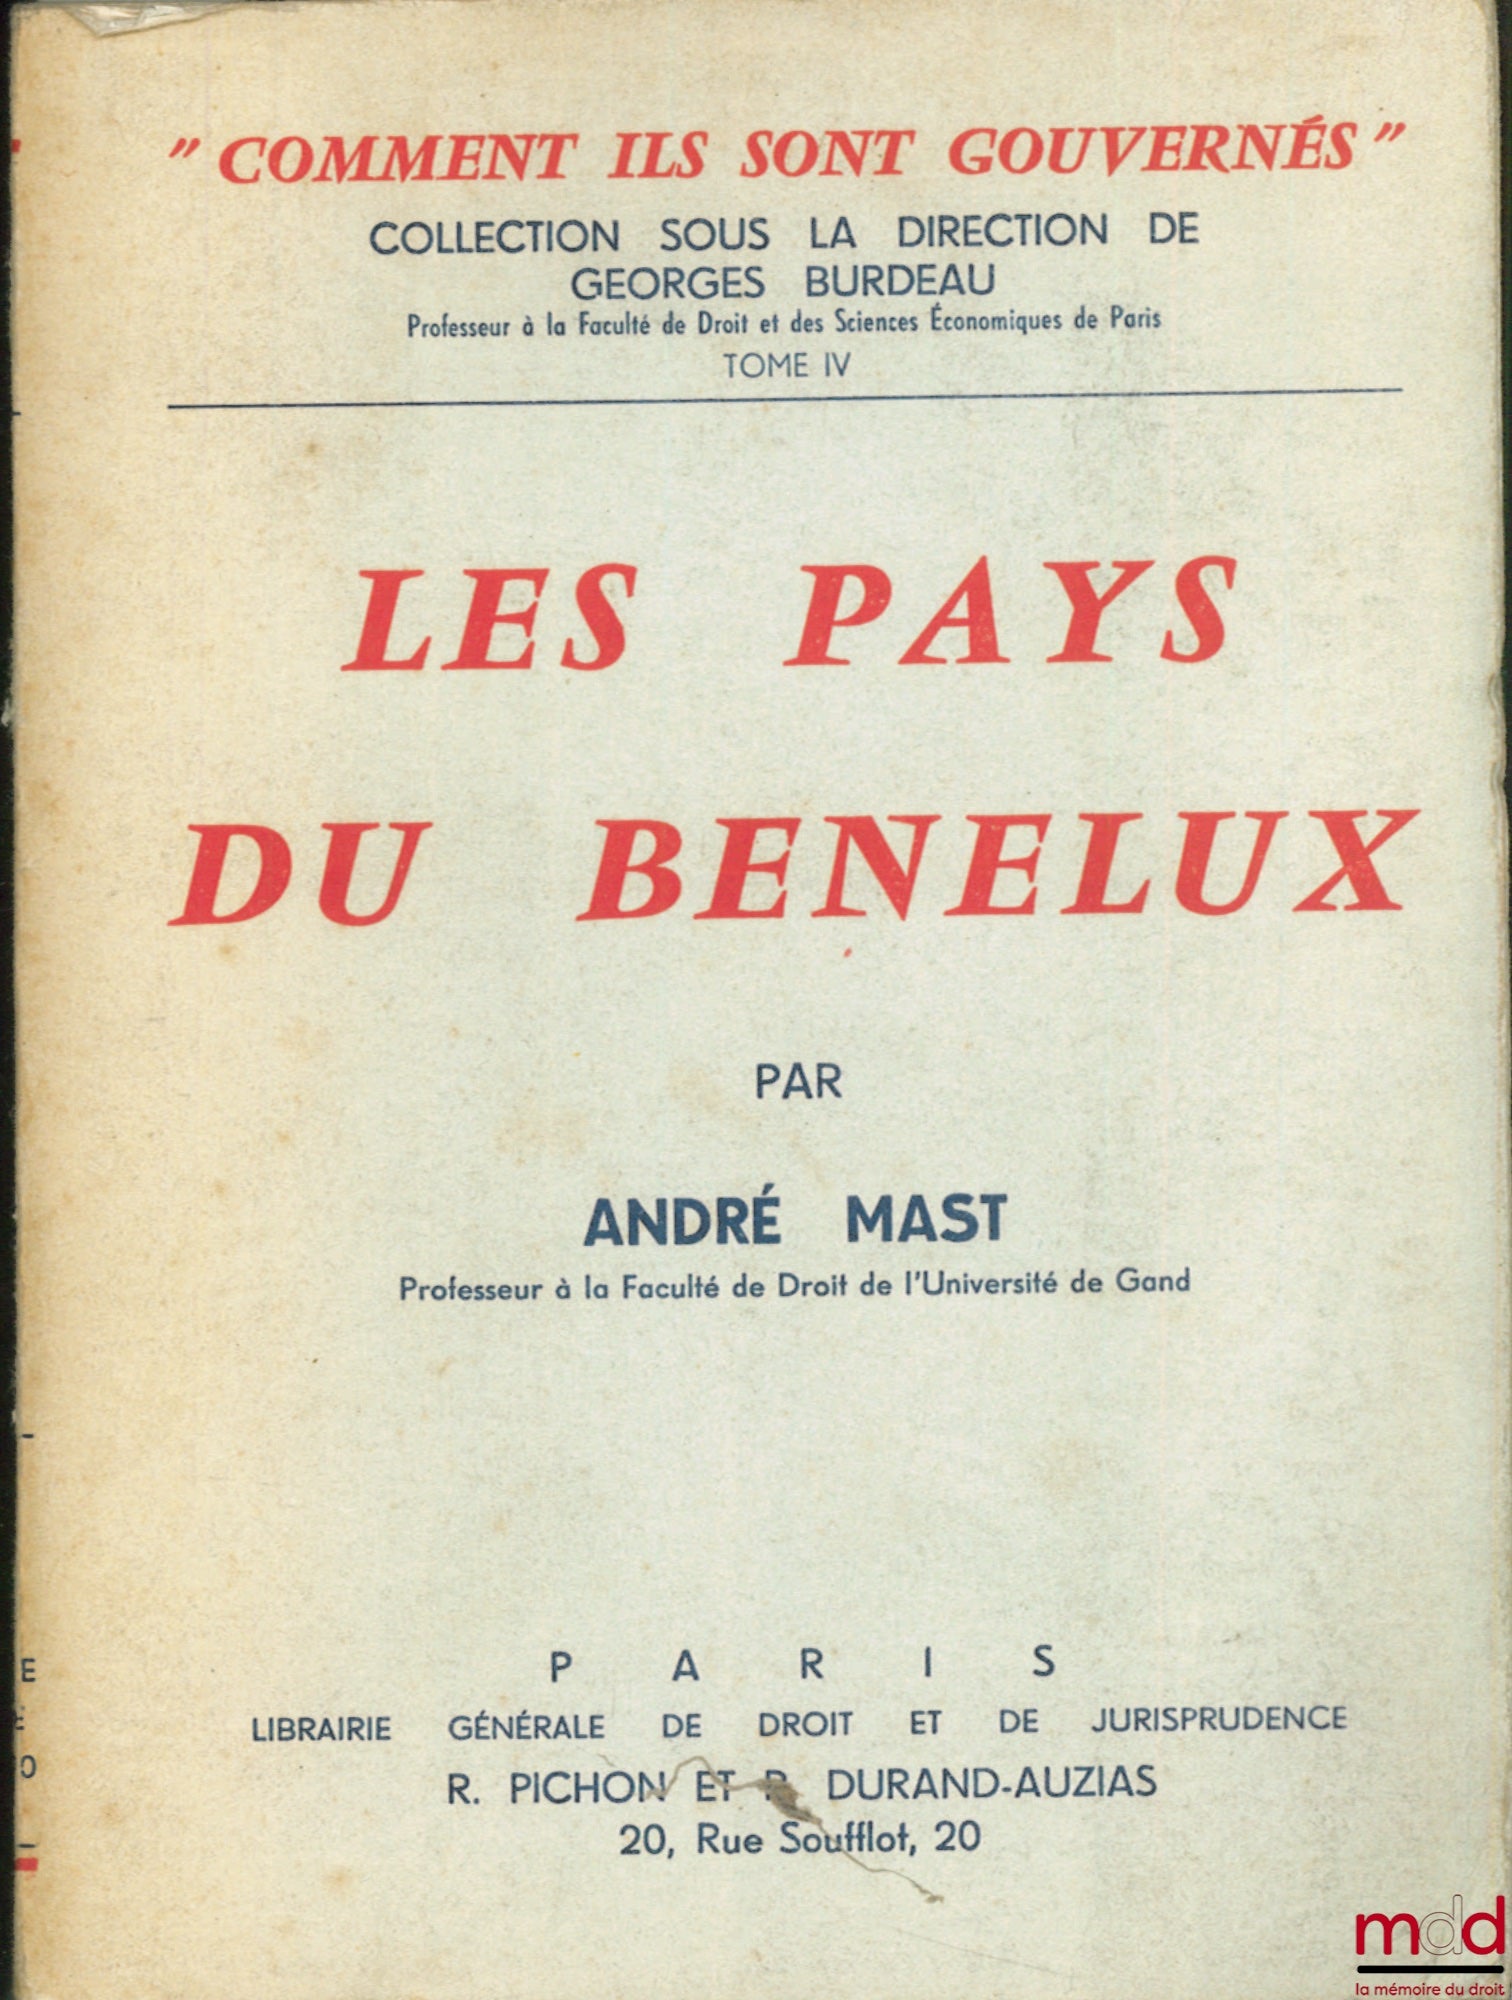 " COMMENT ILS SONT GOUVERNÉS "
COLLECTION SOUS LA DIRECTION DE
GEORGES BURDEAU
Professeur à la Faculté de Droit et des Sciences Économiques de Paris
TOME IV
LES PAYS
DU BENELUX
PAR
ANDRÉ MAST
Professeur à la Faculté de Droit de l'Université de Gand
PARIS
LIBRAIRIE GÉNÉRALE DE DROIT ET DE JURISPRUDENCE
R. PICHON ET R. DURAND-AUZIAS
20, Rue Soufflot, 20
mdd
la mémoire du droit